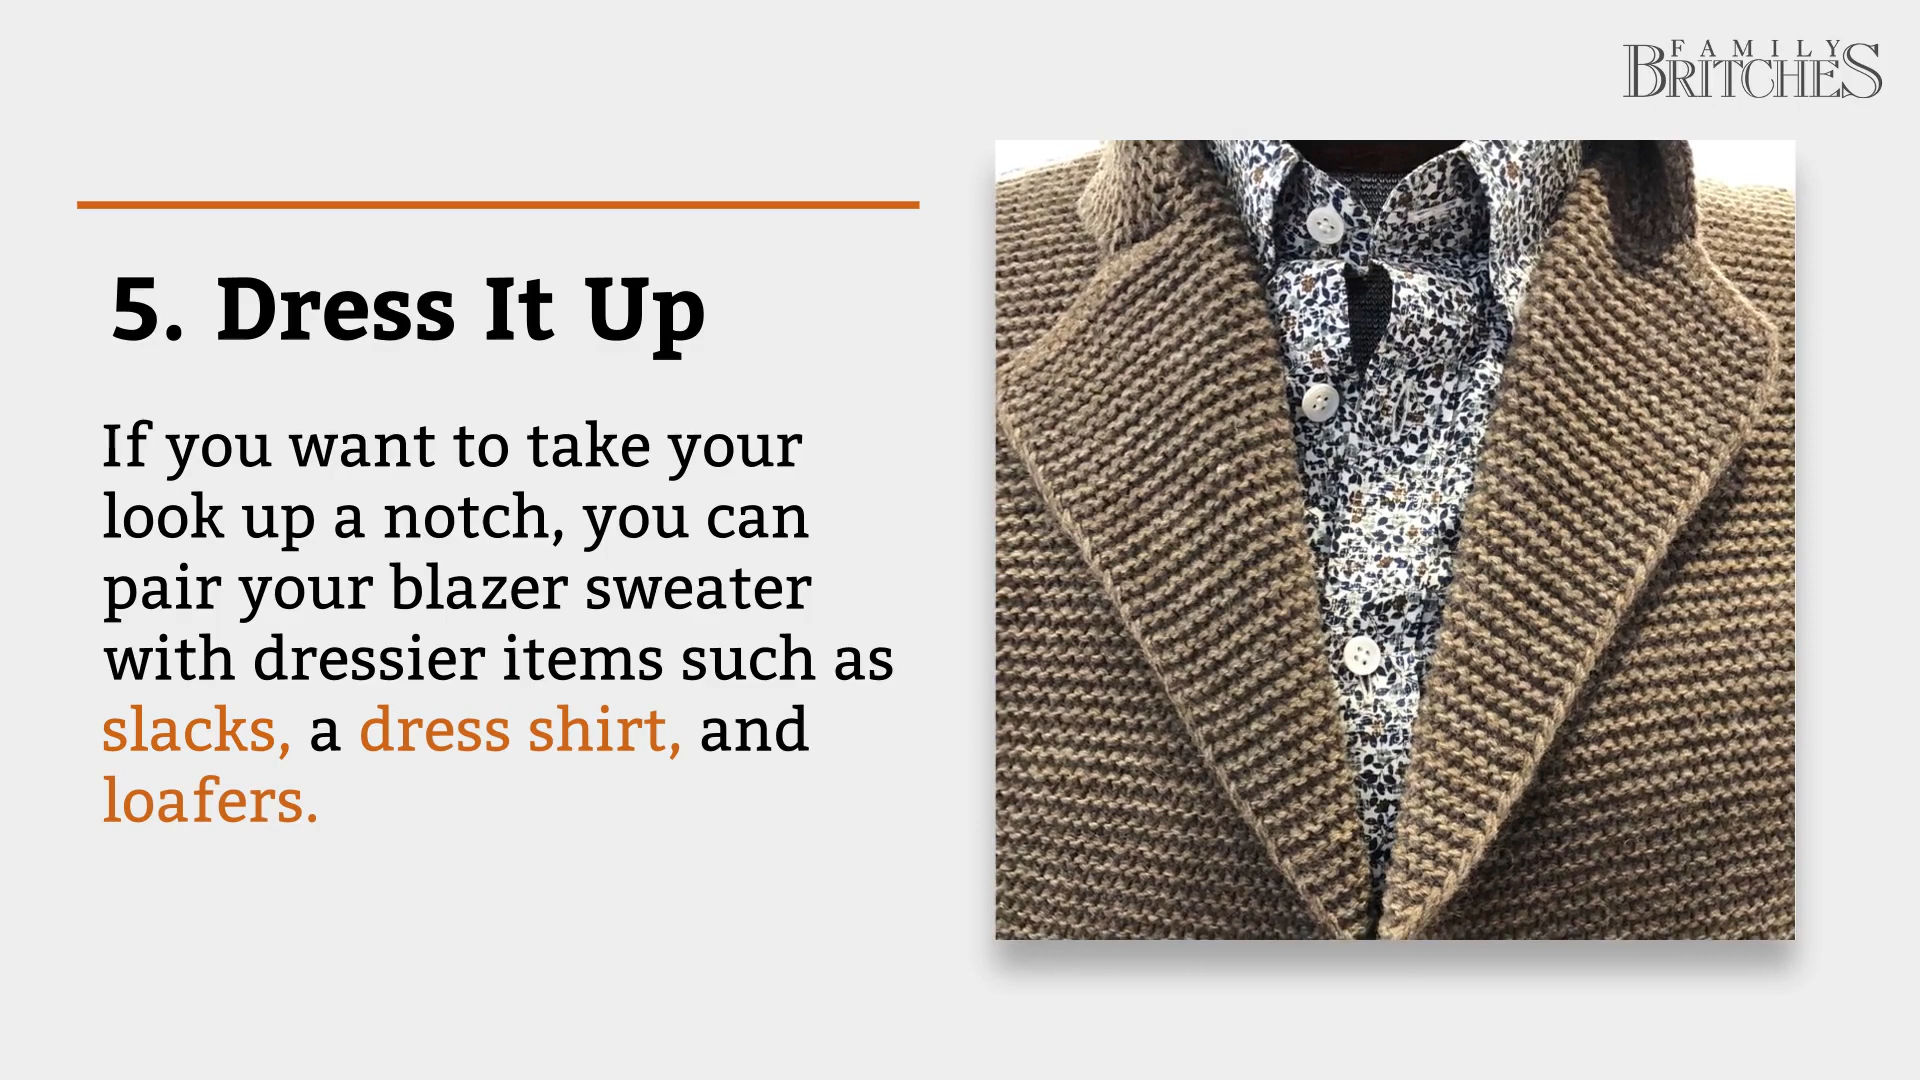 FAMILY
BRITCHES
5. Dress It Up
If you want to take your
look up a notch, you can
pair your blazer sweater
with dressier items such as
slacks, a dress shirt, and
loafers.